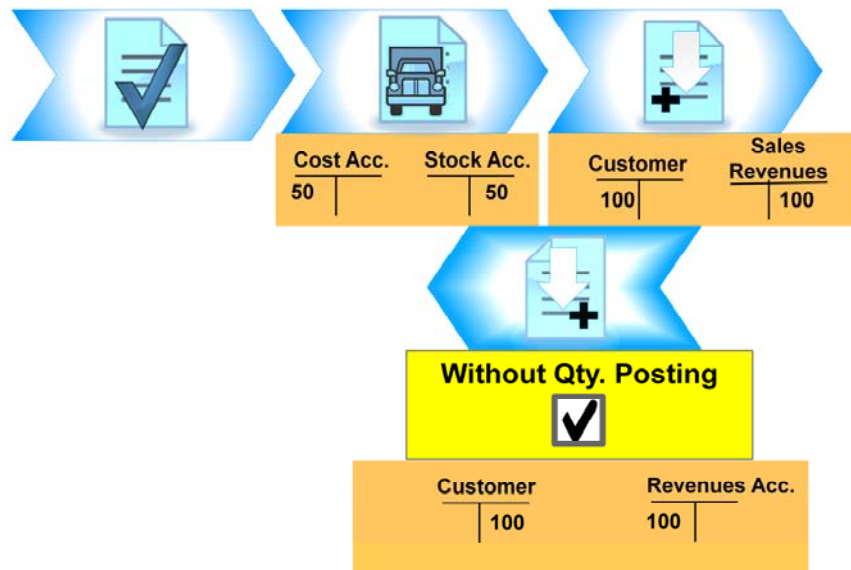 Cost Acc. Stock Acc.
50 50
Customer Sales Revenues
100 100
Without Qty. Posting
Customer Revenues Acc.
100 100